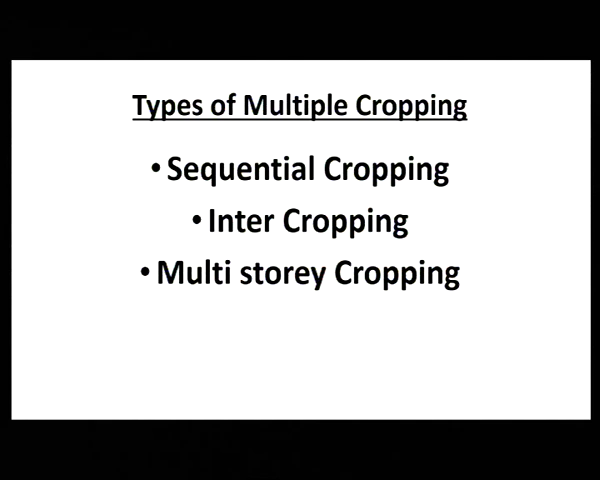 Types of Multiple Cropping
• Sequential Cropping
• Inter Cropping
• Multi storey Cropping